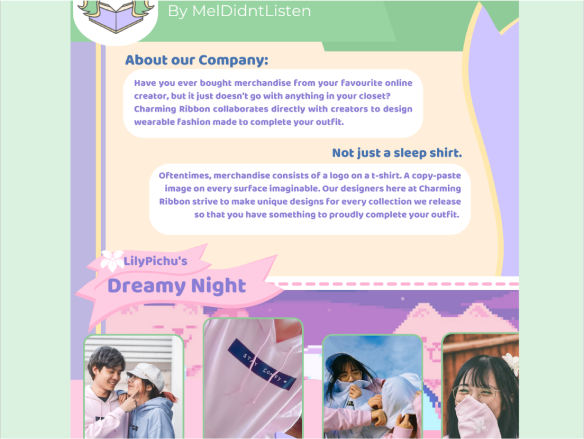 By MelDidntListen
About our Company:
Have you ever bought merchandise from your favourite online
creator, but it just doesn't go with anything in your closet?
Charming Ribbon collaborates directly with creators to design
wearable fashion made to complete your outfit.
Not just a sleep shirt.
Oftentimes, merchandise consists of a logo on a t-shirt. A copy-paste
image on every surface imaginable. Our designers here at Charming
Ribbon strive to make unique designs for every collection we release
so that you have something to proudly complete your outfit.
LilyPichu's
Dreamy Night
STAY COMFY